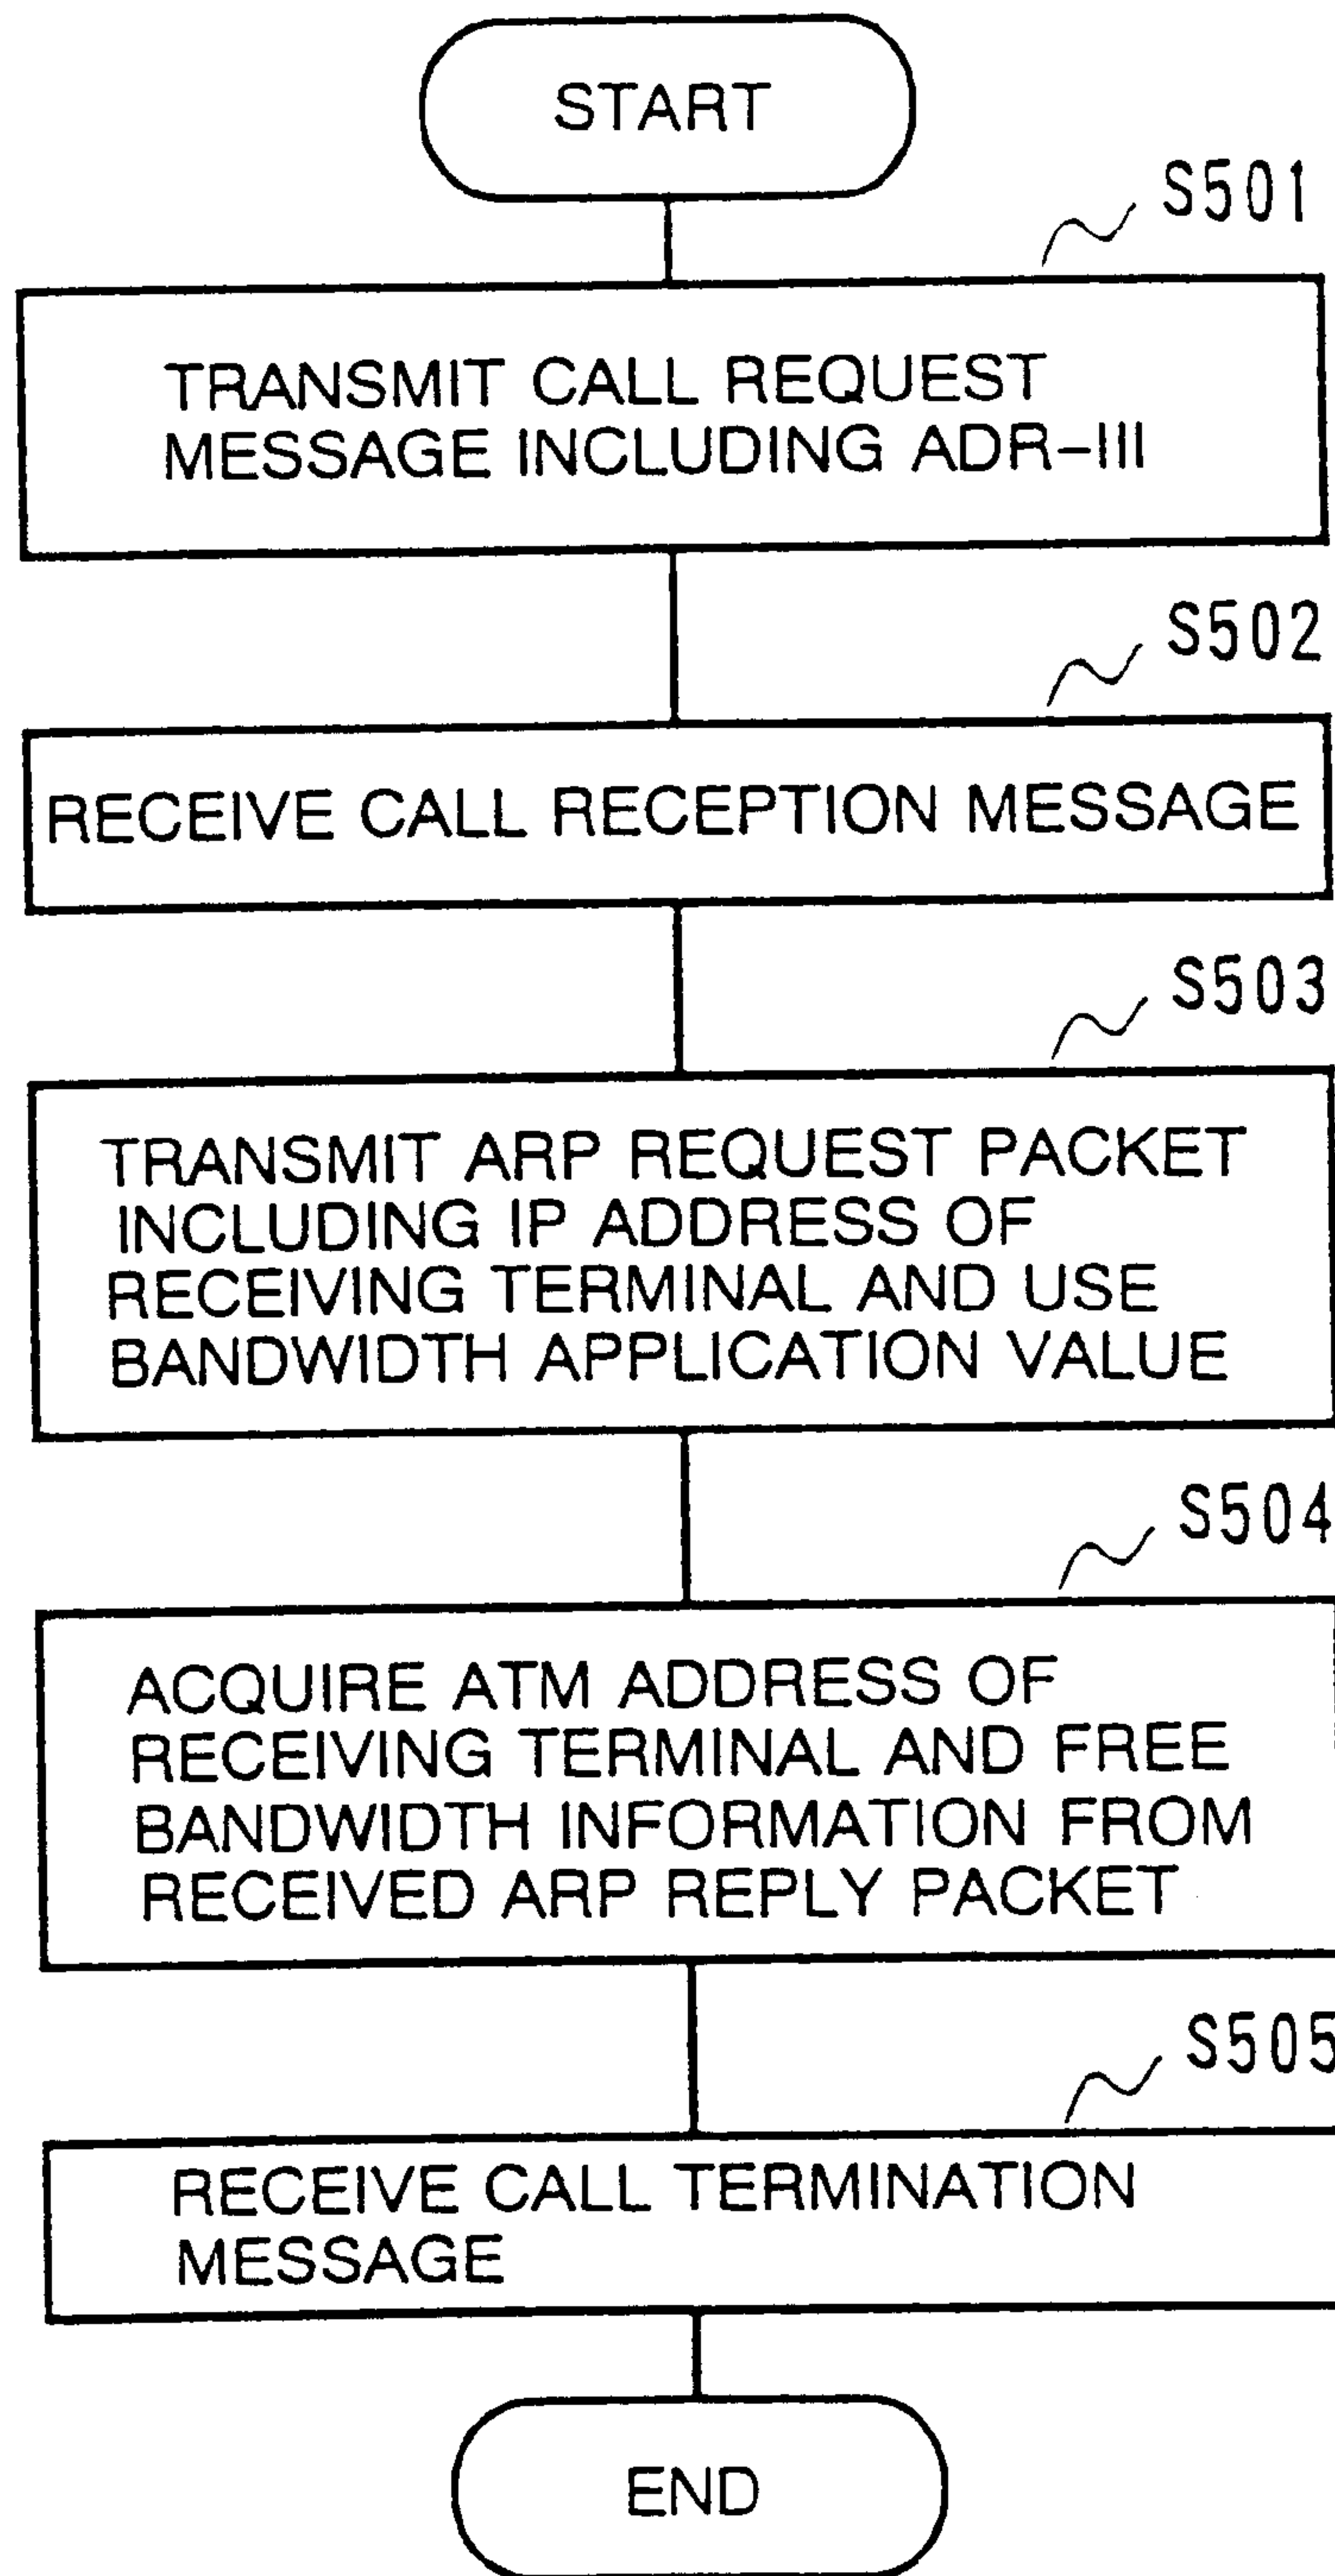 START
S501
TRANSMIT CALL REQUEST
MESSAGE INCLUDING ADR-III
S502
RECEIVE CALL RECEPTION MESSAGE
S503
TRANSMIT ARP REQUEST PACKET
INCLUDING IP ADDRESS OF
RECEIVING TERMINAL AND USE
BANDWIDTH APPLICATION VALUE
S504
ACQUIRE ATM ADDRESS OF
RECEIVING TERMINAL AND FREE
BANDWIDTH INFORMATION FROM
RECEIVED ARP REPLY PACKET
S505
RECEIVE CALL TERMINATION
MESSAGE
END